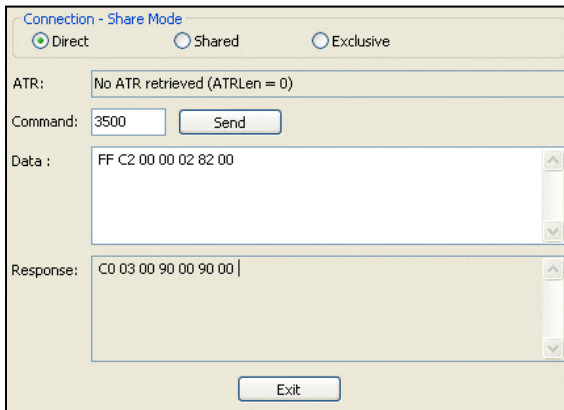 Connection - Share Mode
Direct Shared Exclusive
ATR: No ATR retrieved (ATRLen = 0)
Command: 3500 Send
Data : FF C2 00 00 02 82 00
Response: C0 03 00 90 00 90 00
Exit